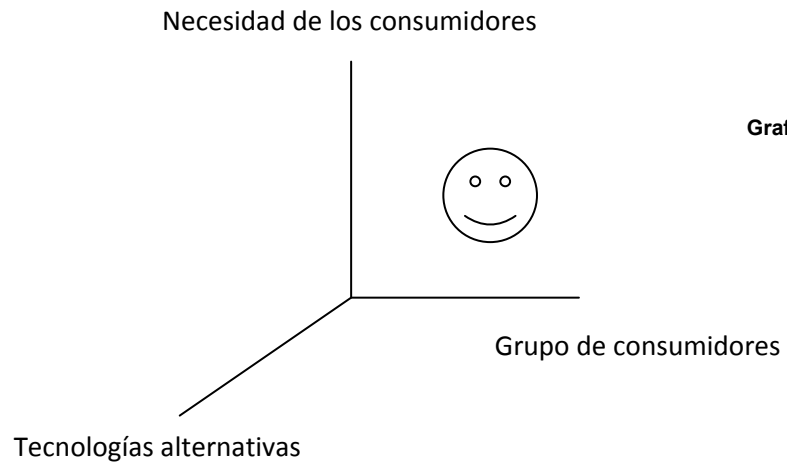 Necesidad de los consumidores
Graf
Grupo de consumidores
Tecnologías alternativas